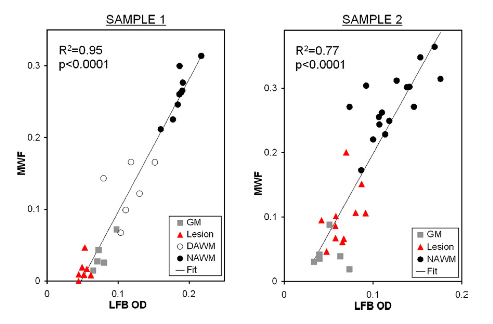 SAMPLE 1
R²=0.95
p<0.0001
0.3
0.2
0.1
0
MWF
GM
Lesion
DAWM
NAWM
Fit
0
0.1
0.2
LFB OD
SAMPLE 2
R²=0.77
p<0.0001
0.3
0.2
0.1
0
MWF
GM
Lesion
NAWM
Fit
0
0.1
0.2
LFB OD